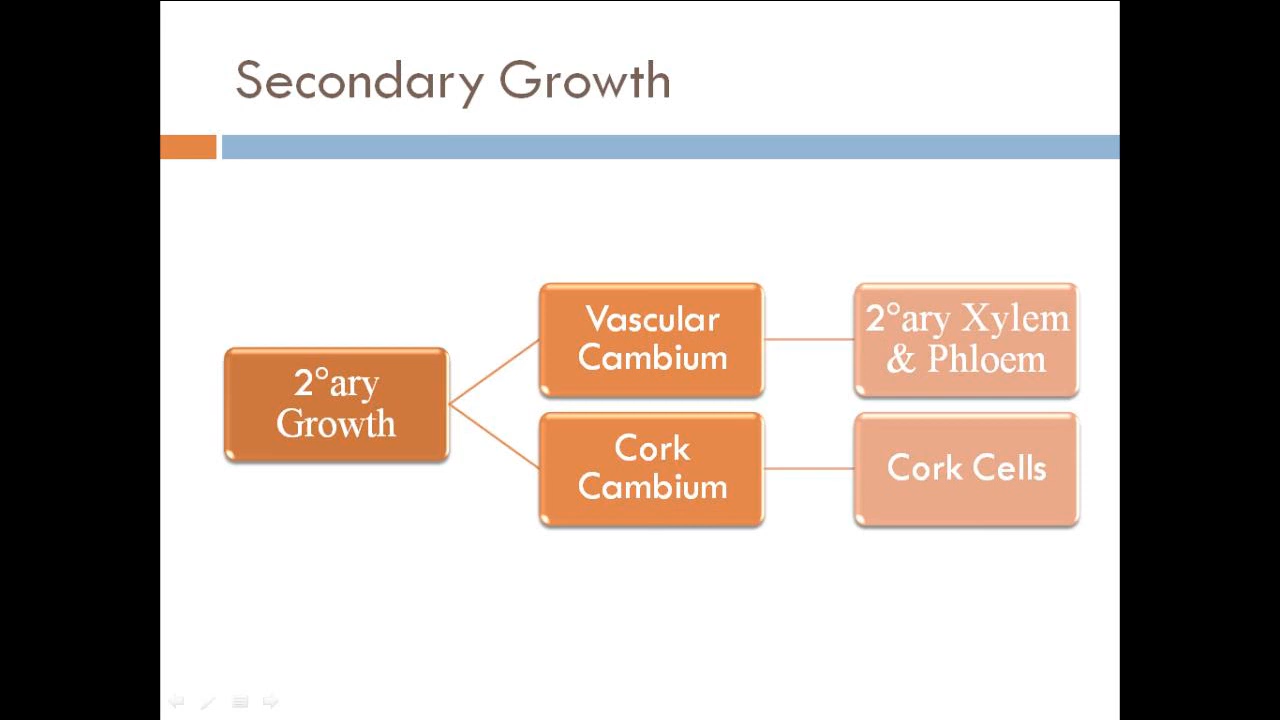 Secondary Growth
2°ary
Growth
Vascular
Cambium
2°ary Xylem
& Phloem
Cork
Cambium
Cork Cells